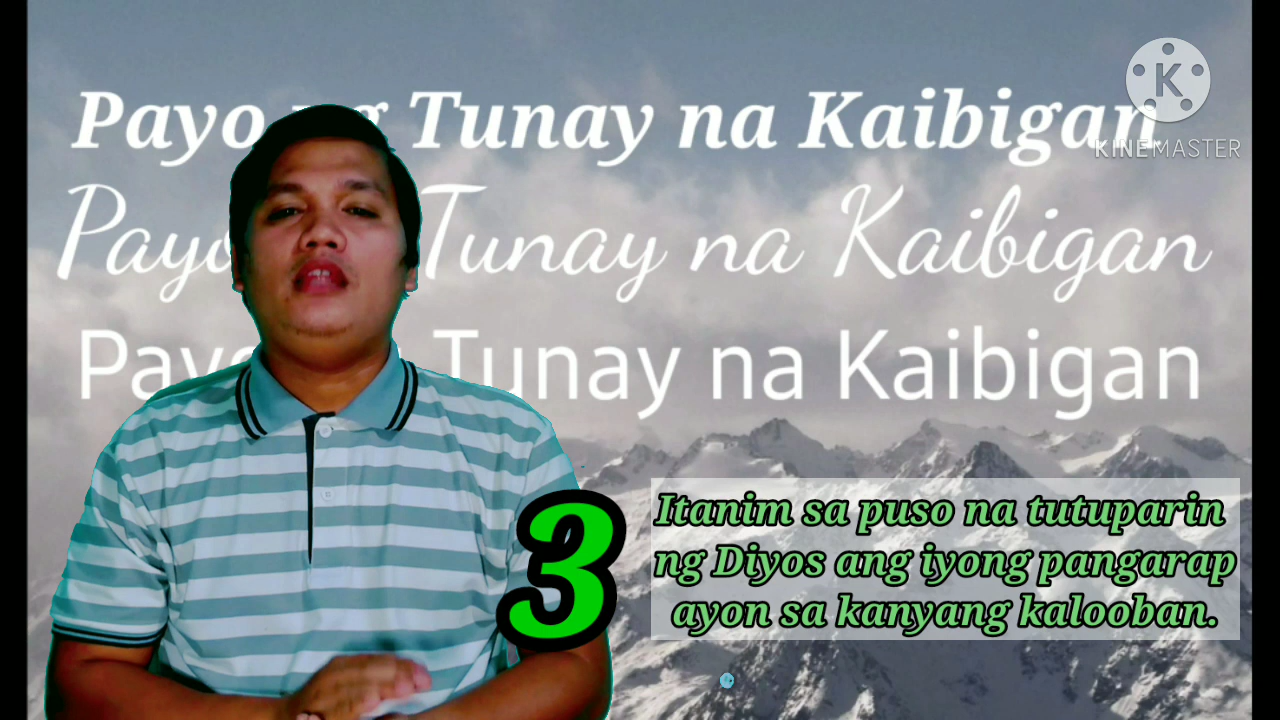 Payo ng Tunay na Kaibigan
K
KINEMASTER
Payo Tunay na Kaibigan
Tunay na Kaibigan
3
Itanim sa puso na tutuparin
ng Diyos ang iyong pangarap
ayon sa kanyang kalooban.